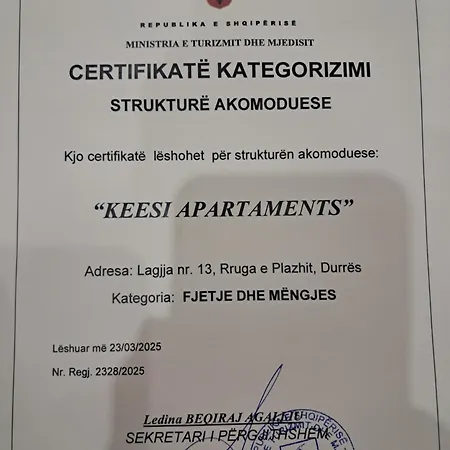 REPUBLIKA E SHQIPËRISË
MINISTRIA E TURIZMIT DHE MJEDISIT
CERTIFIKATË KATEGORIZIMI
STRUKTURË AKOMODUESE
Kjo certifikatë lëshohet për strukturën akomoduese:
“KEESI APARTAMENTS”
Adresa: Lagjja nr. 13, Rruga e Plazhit, Durrës
Kategoria: FJETJE DHE MËNGJES
Lëshuar më 23/03/2025
Nr. Regj. 2328/2025
Ledina BEQIRAJ AGALLIU
SEKRETARI I PËRGJITHSHËM